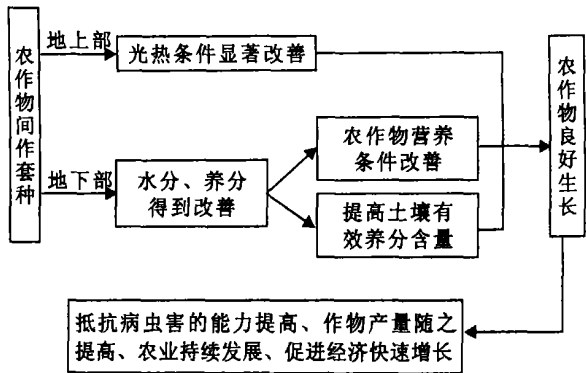 农作物间作套种
地上部
光热条件显著改善
地下部
水分、养分
得到改善
农作物营养
条件改善
提高土壤有
效养分含量
农作物良好生长
抵抗病虫害的能力提高、作物产量随之
提高、农业持续发展、促进经济快速增长